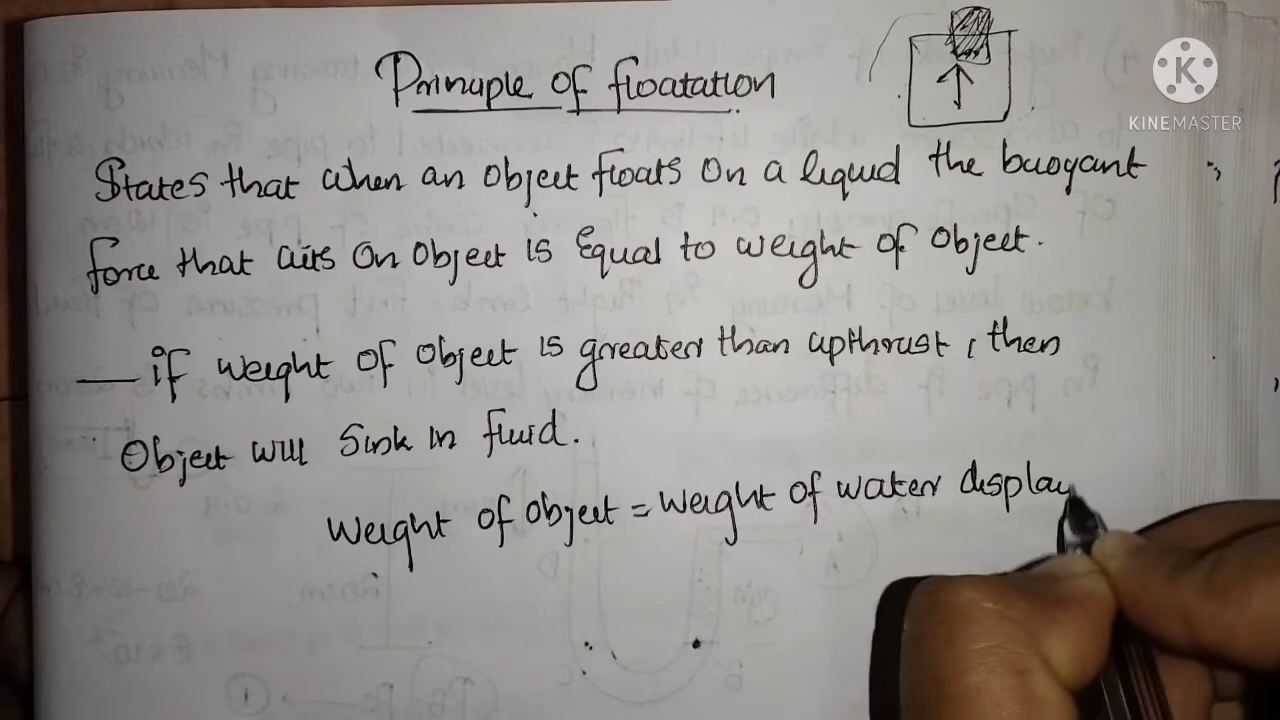 Principle of floatation
K
KINEMASTER
States that when an object floats on a liquid the buoyant
force that acts on object is Equal to weight of object.
if weight of object is greater than upthrust, then
Object will sink in fluid.
Weight of object = weight of water display